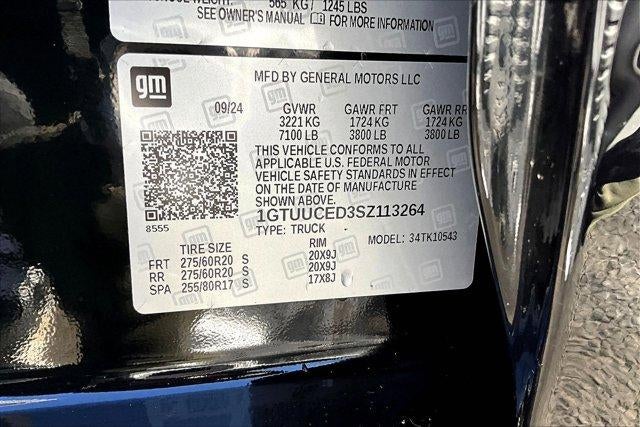 565 KG / 1245 LBS
SEE OWNER'S MANUAL FOR MORE INFORMATION
gm
MFD BY GENERAL MOTORS LLC
09/24 GVWR GAWR FRT GAWR RR
3221 KG 1724 KG 1724 KG
7100 LB 3800 LB 3800 LB
THIS VEHICLE CONFORMS TO ALL
APPLICABLE U.S. FEDERAL MOTOR
VEHICLE SAFETY STANDARDS IN EFFECT
ON THE DATE OF MANUFACTURE
SHOWN ABOVE.
8555 1GTUUCED3SZ113264
TYPE: TRUCK MODEL: 34TK10543
TIRE SIZE RIM
FRT 275/60R20 S 20X9J
RR 275/60R20 S 20X9J
SPA 255/80R17 S 17X8J